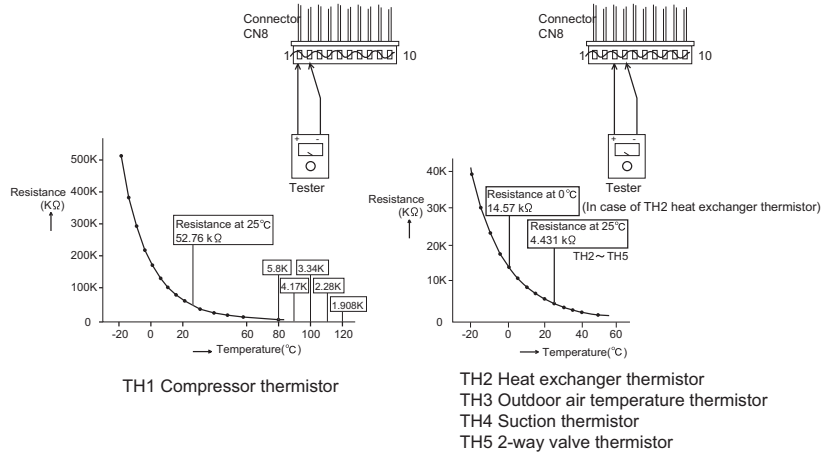 Connector
CN8
1
10
+ -
Tester
500K
400K
300K
200K
100K
0
Resistance
(KΩ)
Resistance at 25℃
52.76 kΩ
5.8K
3.34K
4.17K
2.28K
1.908K
-20
0
20
60
80
100
120
Temperature(℃)
TH1 Compressor thermistor
Connector
CN8
1
10
+ -
Tester
40K
30K
20K
10K
0
Resistance
(KΩ)
Resistance at 0℃
14.57 kΩ
(In case of TH2 heat exchanger thermistor)
Resistance at 25℃
4.431 kΩ
TH2～TH5
-20
0
20
40
60
Temperature(℃)
TH2 Heat exchanger thermistor
TH3 Outdoor air temperature thermistor
TH4 Suction thermistor
TH5 2-way valve thermistor